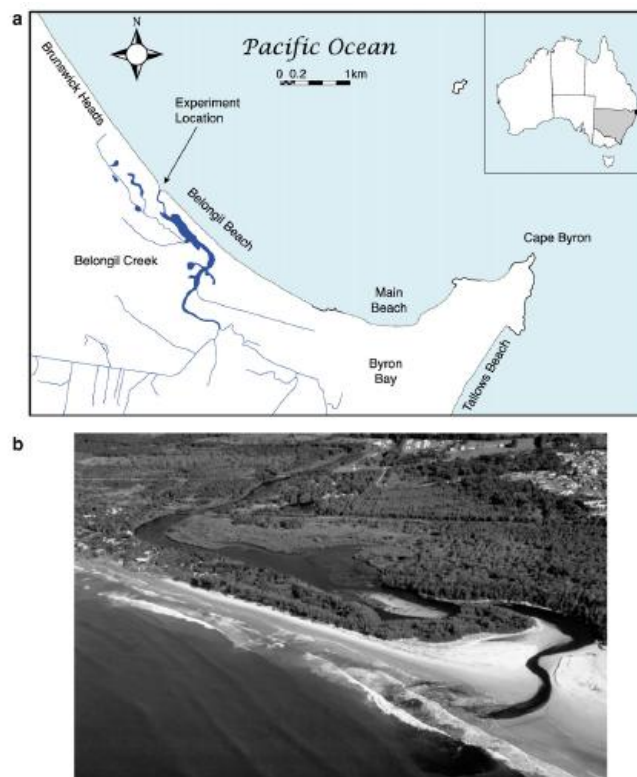 a
N
Pacific Ocean
0 0.2 1km
Brunswick Heads
Experiment
Location
Belongil Beach
Cape Byron
Belongil Creek
Main
Beach
Byron
Bay
Tallows Beach
b